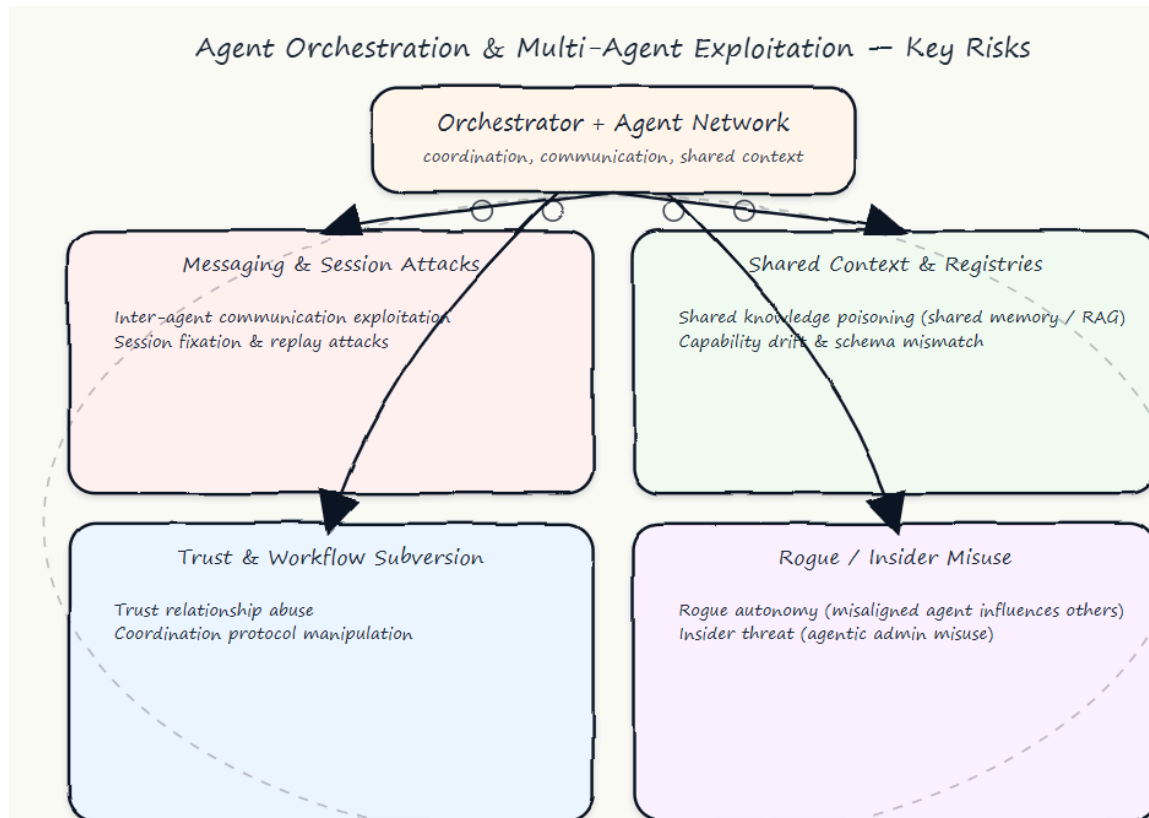 Agent Orchestration & Multi-Agent Exploitation — Key Risks
Orchestrator + Agent Network
coordination, communication, shared context
Messaging & Session Attacks
Inter-agent communication exploitation
Session fixation & replay attacks
Shared Context & Registries
Shared knowledge poisoning (shared memory / RAG)
Capability drift & schema mismatch
Trust & Workflow Subversion
Trust relationship abuse
Coordination protocol manipulation
Rogue / Insider Misuse
Rogue autonomy (misaligned agent influences others)
Insider threat (agentic admin misuse)